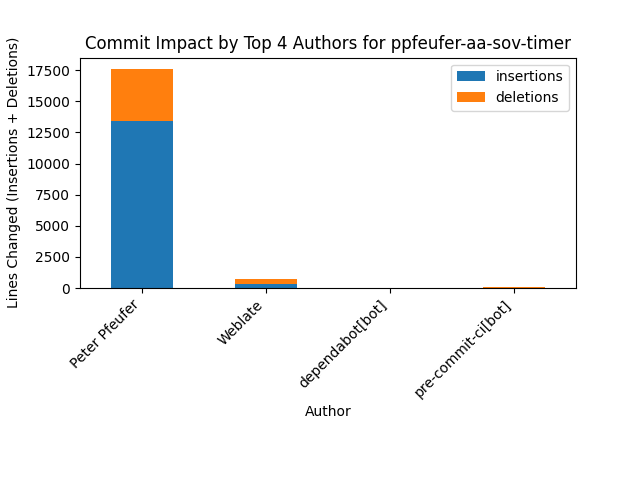 Commit Impact by Top 4 Authors for ppfeufer-aa-sov-timer
Lines Changed (Insertions + Deletions)
17500
15000
12500
10000
7500
5000
2500
0
insertions
deletions
Peter Pfeufer
Weblate
dependabot[bot]
pre-commit-ci[bot]
Author